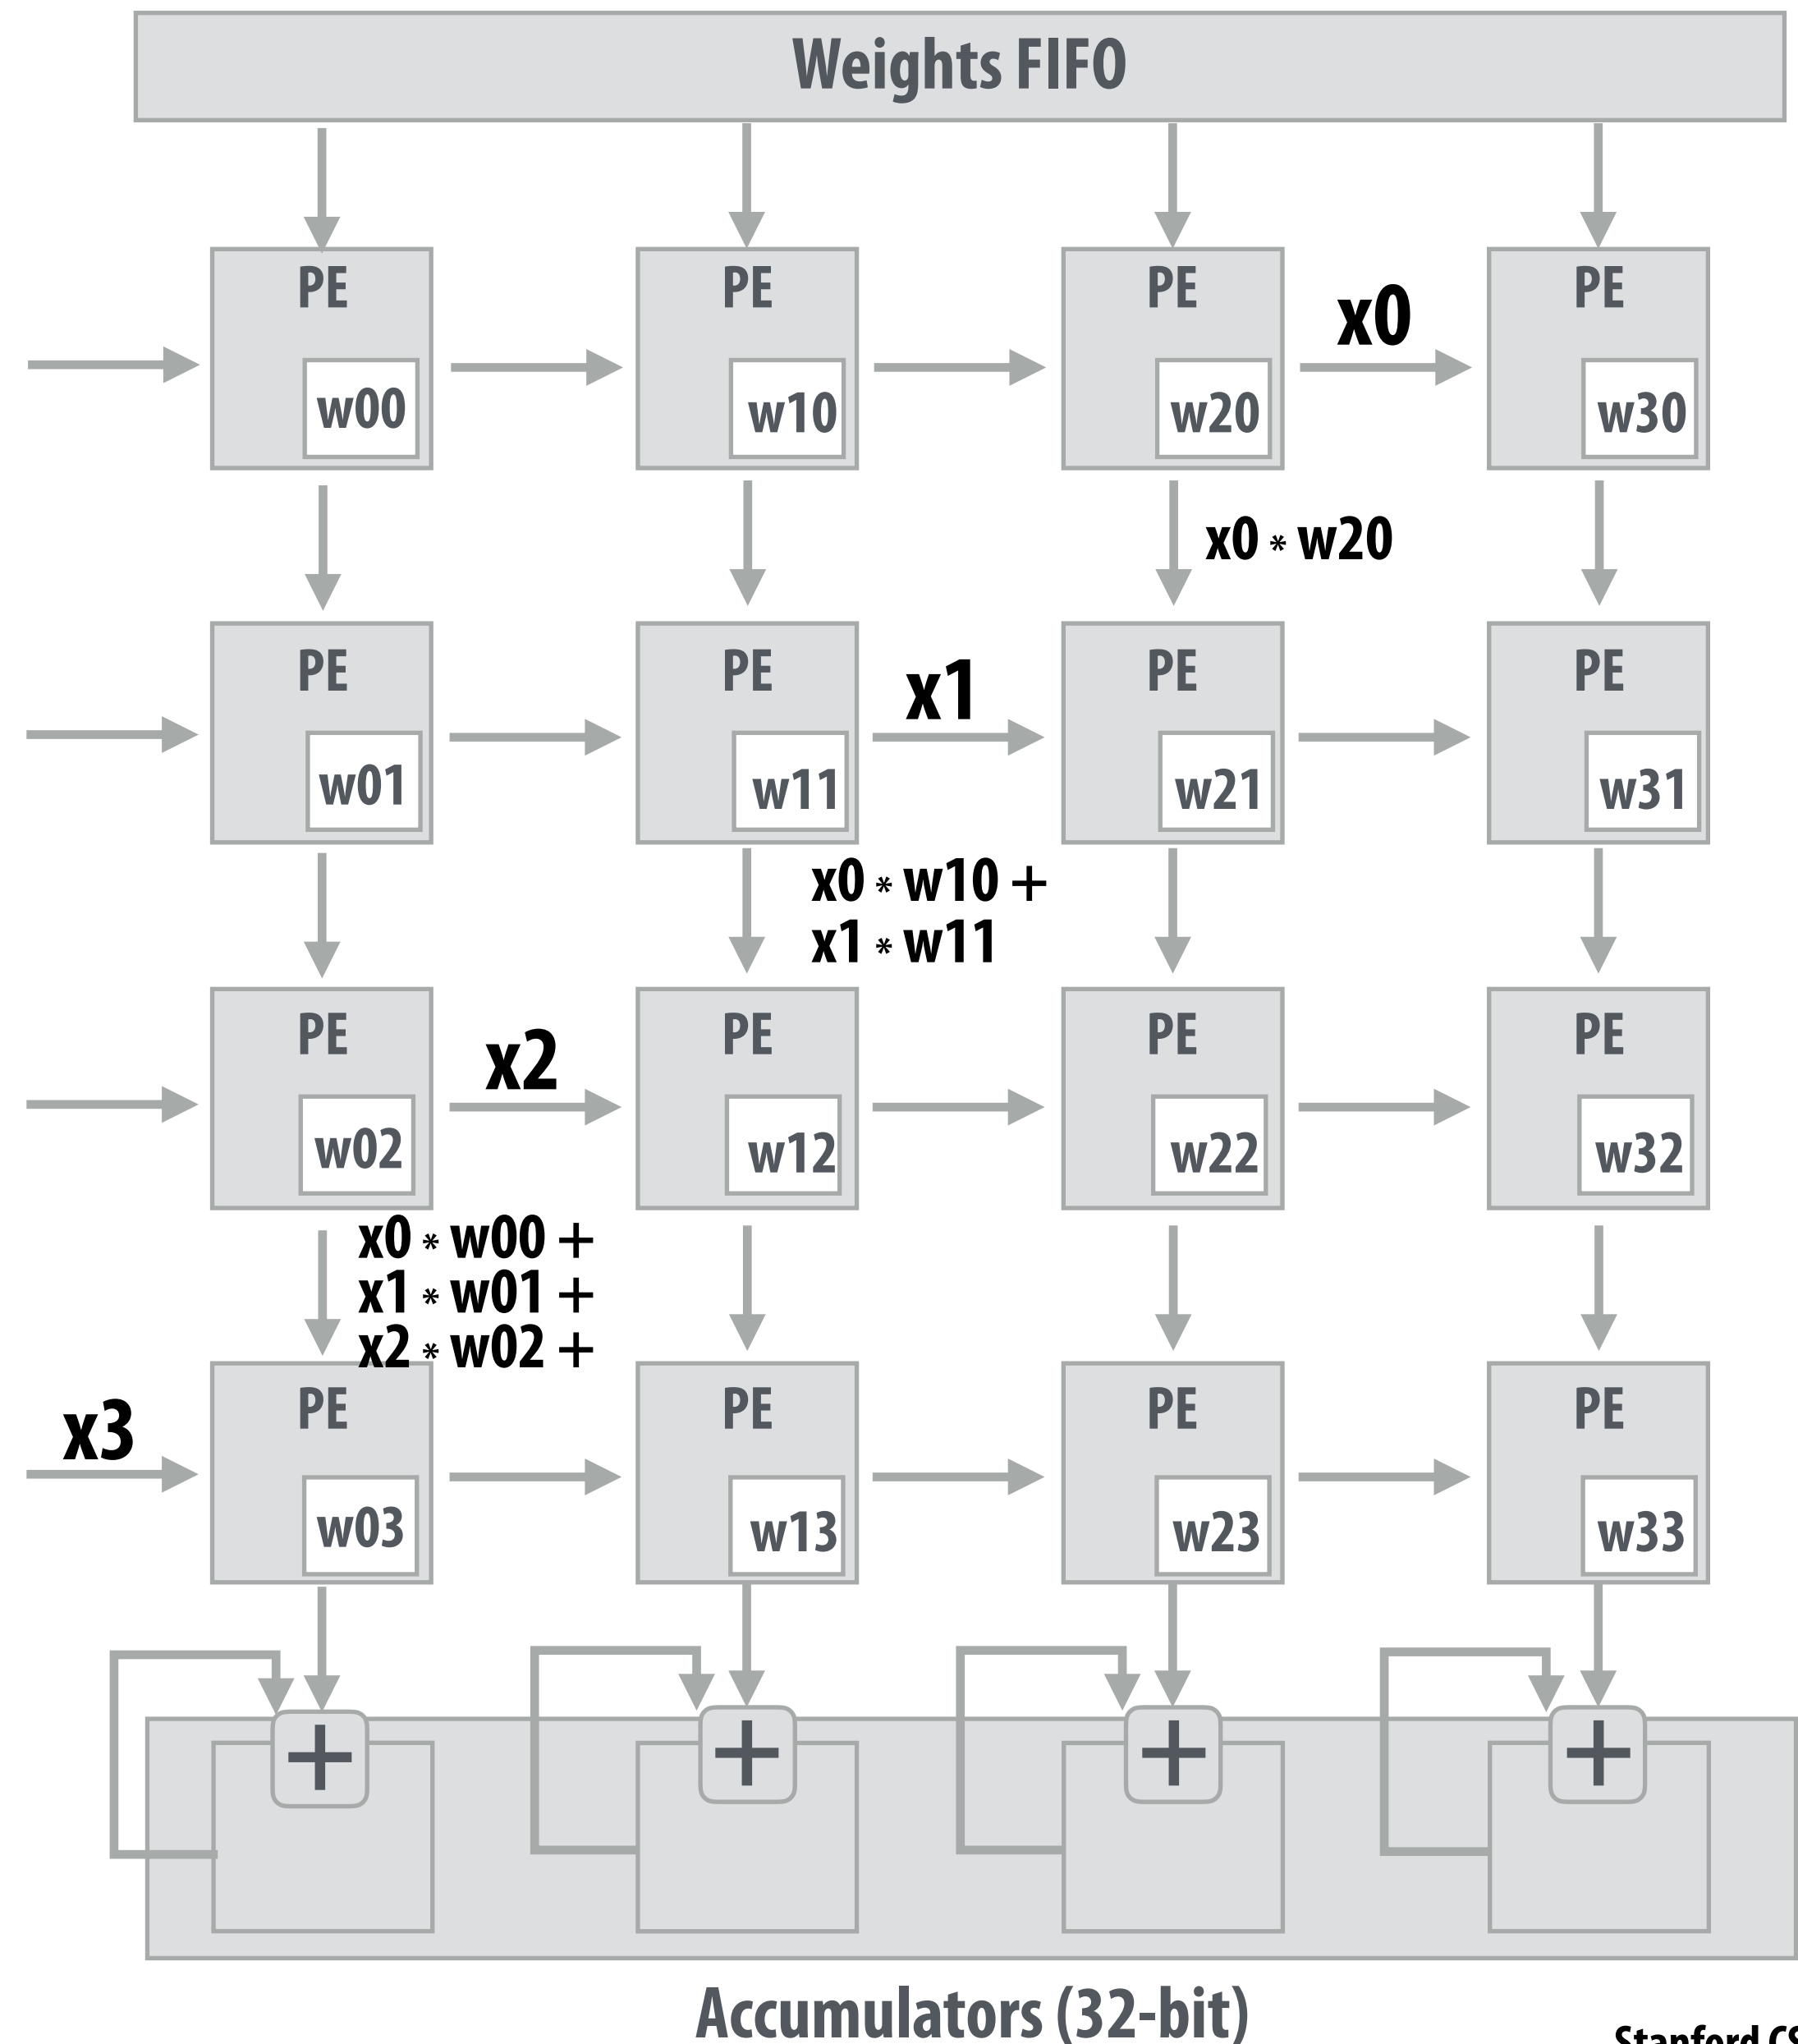 Weights FIFO
PE PE PE x0 PE
w00 w10 w20 w30
x0 * w20
PE PE x1 PE PE
w01 w11 w21 w31
x0 * w10 +
x1 * w11
PE x2 PE PE PE
w02 w12 w22 w32
x0 * w00 +
x1 * w01 +
x2 * w02 +
x3 PE PE PE PE
w03 w13 w23 w33
+ + + +
Accumulators (32-bit)
Stanford CS